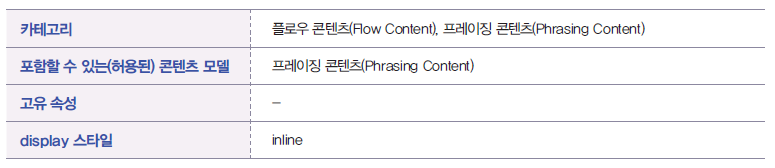 카테고리 플로우 콘텐츠(Flow Content), 프레이징 콘텐츠(Phrasing Content)
포함할 수 있는(허용된) 콘텐츠 모델 프레이징 콘텐츠(Phrasing Content)
고유 속성 –
display 스타일 inline